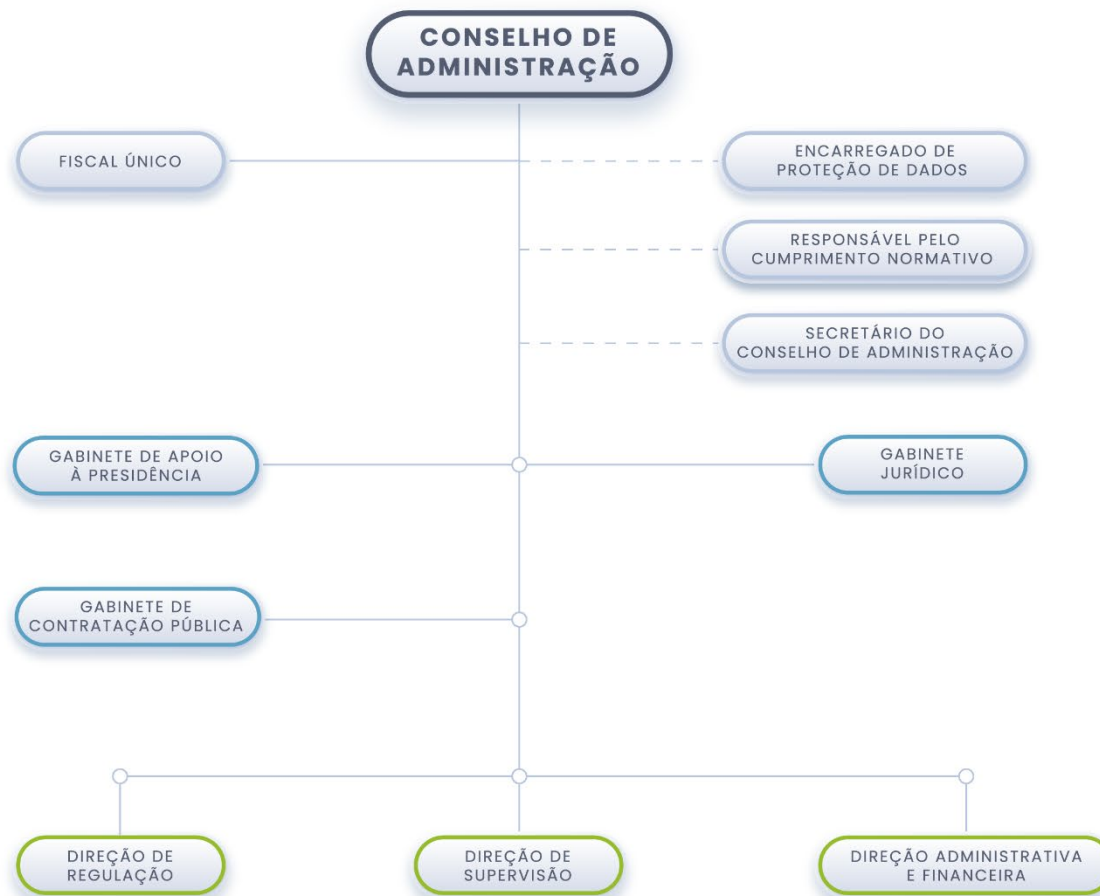 CONSELHO DE
ADMINISTRAÇÃO
FISCAL ÚNICO
ENCARREGADO DE
PROTEÇÃO DE DADOS
RESPONSÁVEL PELO
CUMPRIMENTO NORMATIVO
SECRETÁRIO DO
CONSELHO DE ADMINISTRAÇÃO
GABINETE DE APOIO
À PRESIDÊNCIA
GABINETE
JURÍDICO
GABINETE DE
CONTRATAÇÃO PÚBLICA
DIREÇÃO DE
REGULAÇÃO
DIREÇÃO DE
SUPERVISÃO
DIREÇÃO ADMINISTRATIVA
E FINANCEIRA